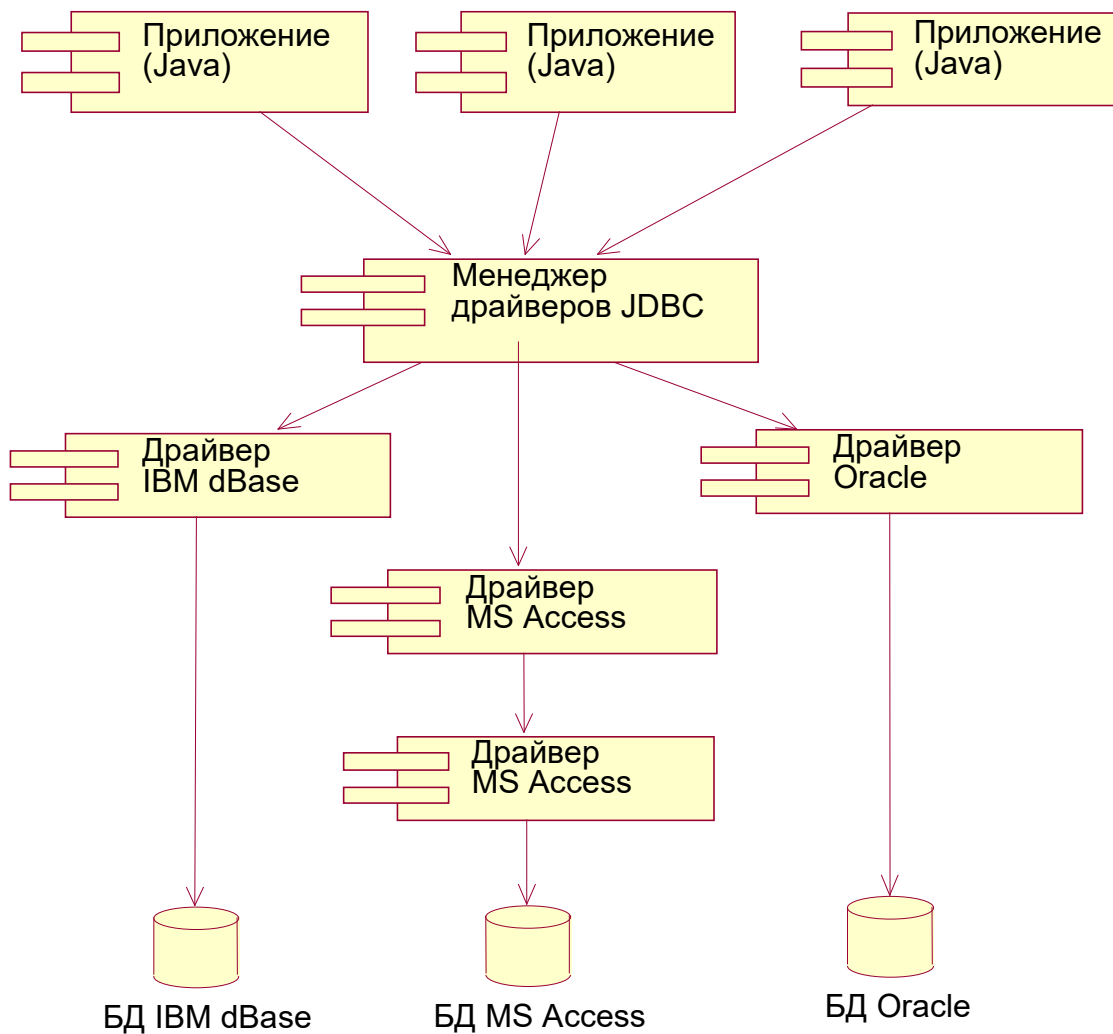 Приложение
(Java)
Приложение
(Java)
Приложение
(Java)
Менеджер
драйверов JDBC
Драйвер
IBM dBase
Драйвер
Oracle
Драйвер
MS Access
Драйвер
MS Access
БД IBM dBase
БД MS Access
БД Oracle